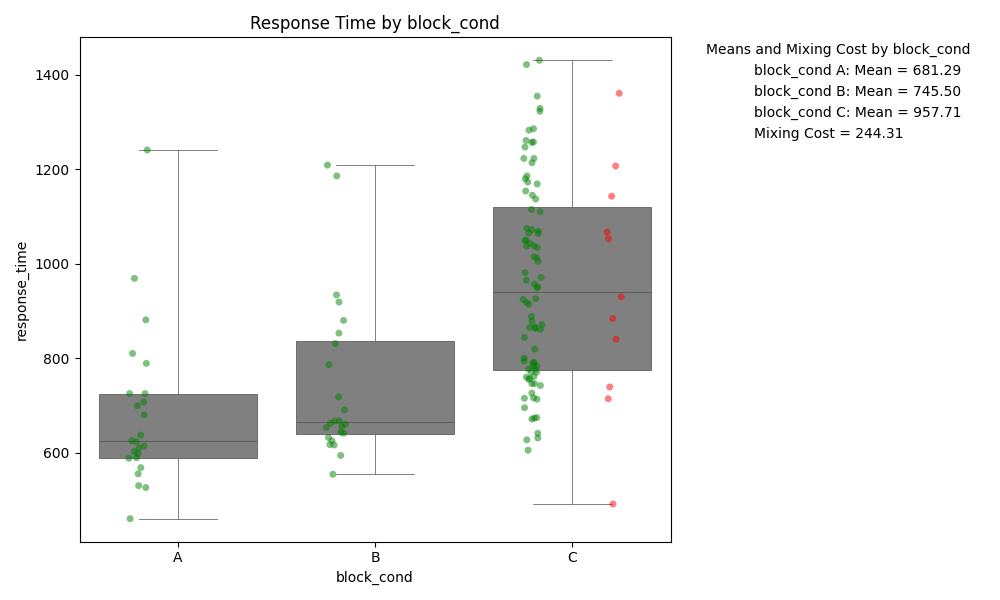 Response Time by block_cond
Means and Mixing Cost by block_cond
block_cond A: Mean = 681.29
block_cond B: Mean = 745.50
block_cond C: Mean = 957.71
Mixing Cost = 244.31
response_time
1400
1200
1000
800
600
A
B
C
block_cond